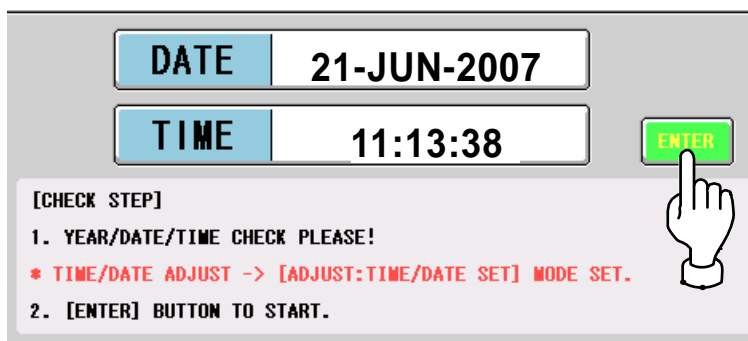 DATE 21-JUN-2007
TIME 11:13:38
ENTER
[CHECK STEP]
1. YEAR/DATE/TIME CHECK PLEASE!
* TIME/DATE ADJUST -> [ADJUST:TIME/DATE SET] MODE SET.
2. [ENTER] BUTTON TO START.